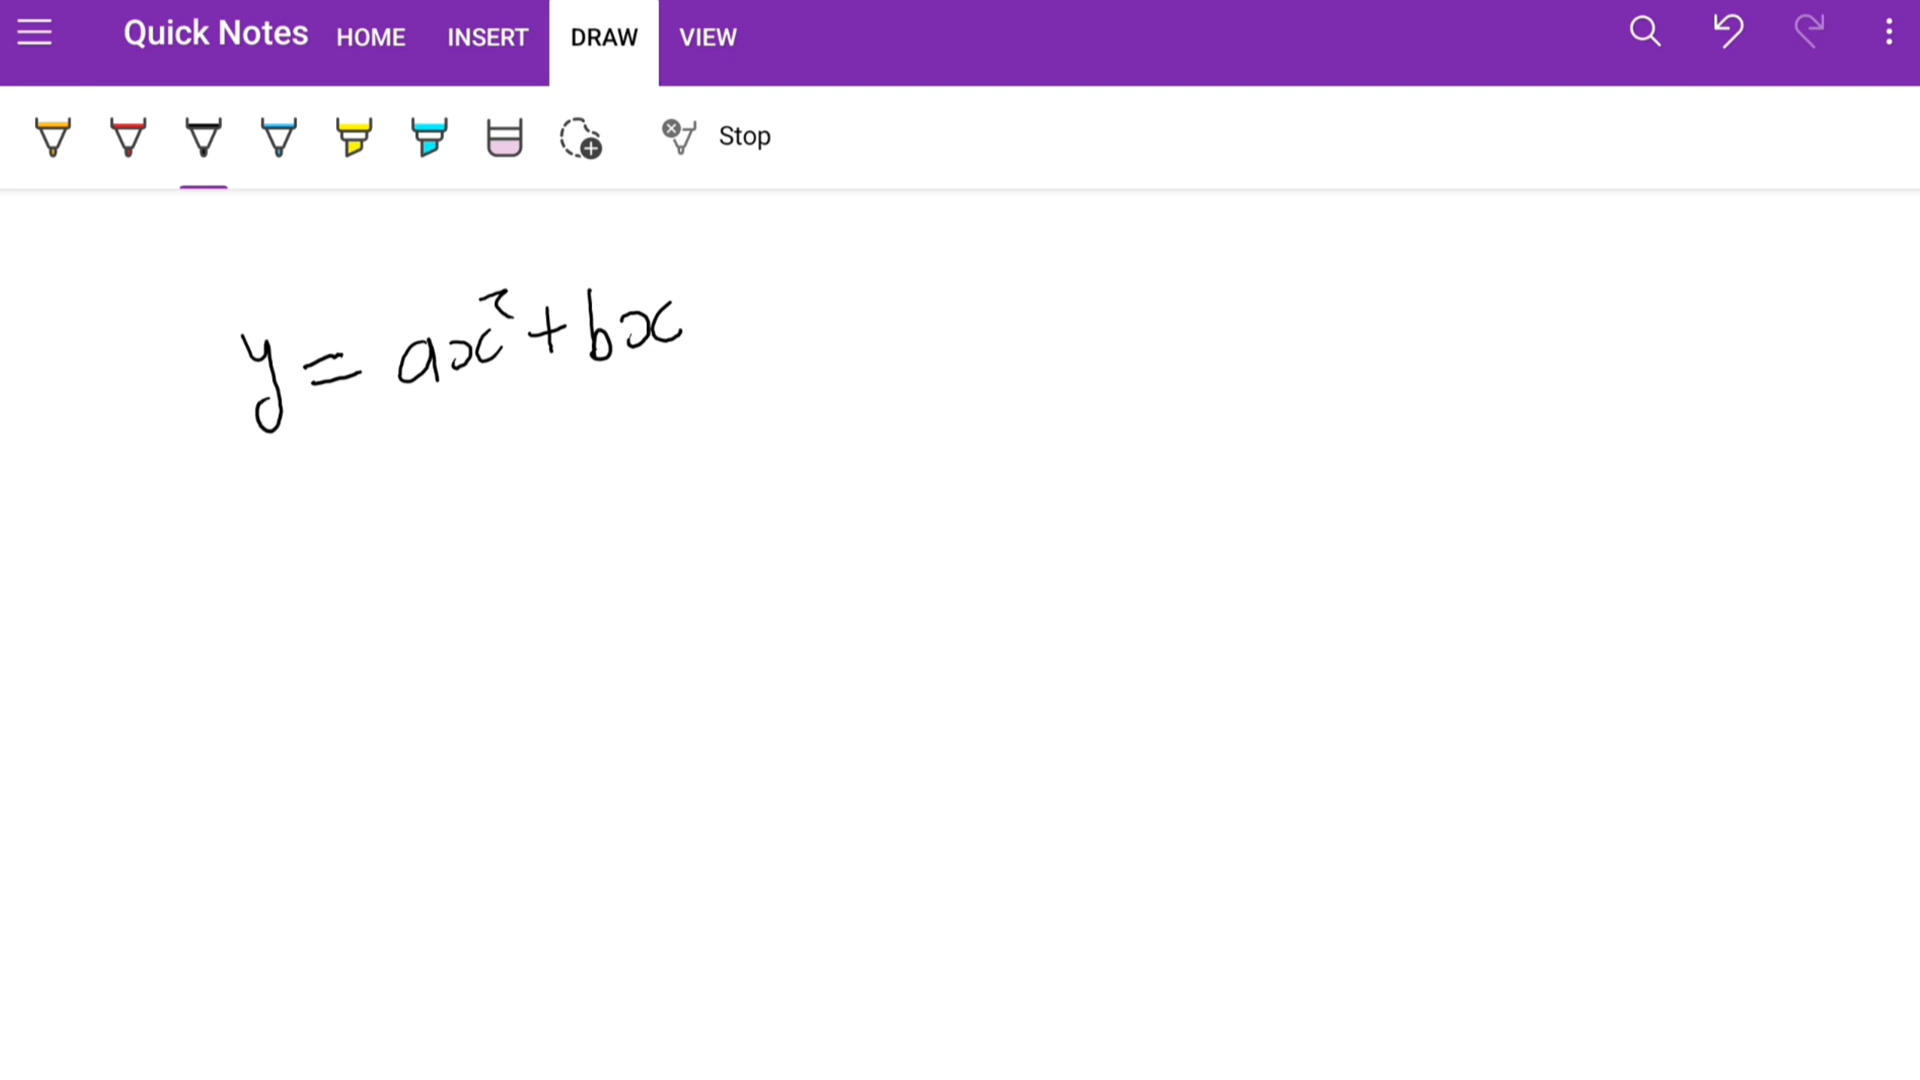 Quick Notes HOME INSERT DRAW VIEW
Stop
y = ax² + bx